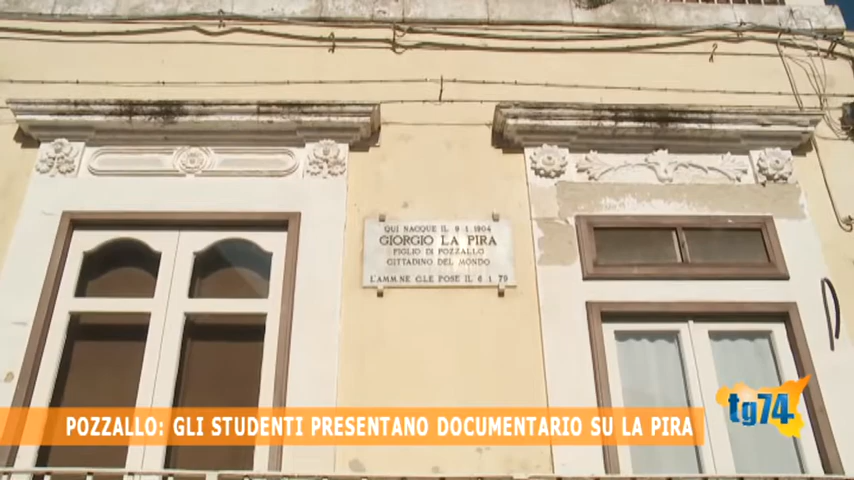 QUI NACQUE IL 9 1 1904
GIORGIO LA PIRA
FIGLIO DI POZZALLO
CITTADINO DEL MONDO
L'AMM.NE C.LE POSE IL 6 1 79
tg74
POZZALLO: GLI STUDENTI PRESENTANO DOCUMENTARIO SU LA PIRA